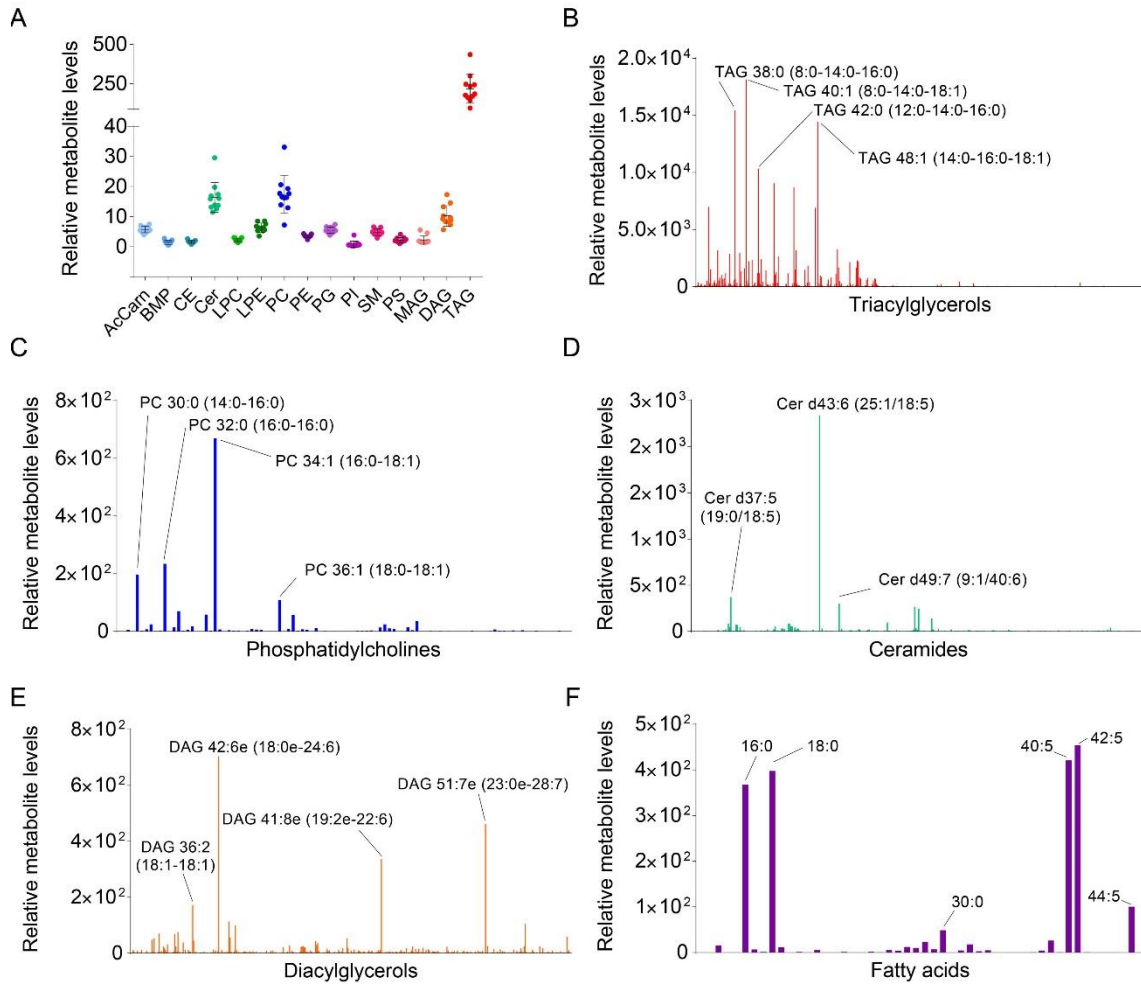 A
Relative metabolite levels
500
250
40
30
20
10
0
AcCarn
BMP
CE
Cer
LPC
LPE
PC
PE
PG
PI
SM
PS
MAG
DAG
TAG
B
Relative metabolite levels
2.0×10⁴
1.5×10⁴
1.0×10⁴
5.0×10³
0
TAG 38:0 (8:0-14:0-16:0)
TAG 40:1 (8:0-14:0-18:1)
TAG 42:0 (12:0-14:0-16:0)
TAG 48:1 (14:0-16:0-18:1)
Triacylglycerols
C
Relative metabolite levels
8×10²
6×10²
4×10²
2×10²
0
PC 30:0 (14:0-16:0)
PC 32:0 (16:0-16:0)
PC 34:1 (16:0-18:1)
PC 36:1 (18:0-18:1)
Phosphatidylcholines
D
Relative metabolite levels
3×10³
2×10³
2×10³
1×10³
5×10²
0
Cer d43:6 (25:1/18:5)
Cer d37:5
(19:0/18:5)
Cer d49:7 (9:1/40:6)
Ceramides
E
Relative metabolite levels
8×10²
6×10²
4×10²
2×10²
0
DAG 42:6e (18:0e-24:6)
DAG 51:7e (23:0e-28:7)
DAG 41:8e (19:2e-22:6)
DAG 36:2
(18:1-18:1)
Diacylglycerols
F
Relative metabolite levels
5×10²
4×10²
3×10²
2×10²
1×10²
0
16:0
18:0
30:0
40:5
42:5
44:5
Fatty acids